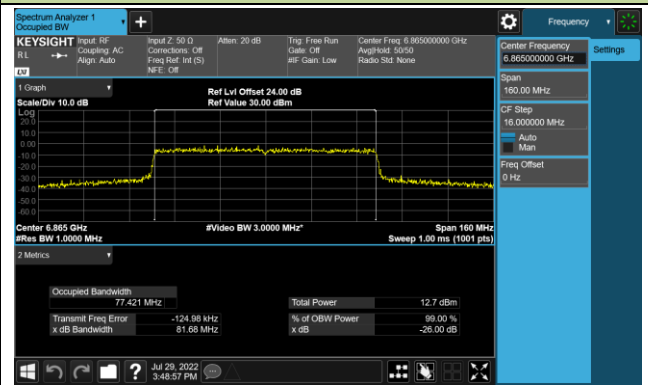 Spectrum Analyzer 1
Occupied BW
Frequency
KEYSIGHT
R L
LXI
Input: RF
Coupling: AC
Align: Auto
Input Z: 50 Ω
Corrections: Off
Freq Ref: Int (S)
NFE: Off
Atten: 20 dB
Trig: Free Run
Gate: Off
#IF Gain: Low
Center Freq: 6.865000000 GHz
Avg|Hold: 50/50
Radio Std: None
Center Frequency
6.865000000 GHz
Settings
Span
160.00 MHz
CF Step
16.000000 MHz
Auto
Man
Freq Offset
0 Hz
1 Graph
Scale/Div 10.0 dB
Ref Lvl Offset 24.00 dB
Ref Value 30.00 dBm
Log
20.0
10.0
0.00
-10.0
-20.0
-30.0
-40.0
-50.0
-60.0
Center 6.865 GHz
#Video BW 3.0000 MHz*
Span 160 MHz
#Res BW 1.0000 MHz
Sweep 1.00 ms (1001 pts)
2 Metrics
Occupied Bandwidth
77.421 MHz
Total Power 12.7 dBm
Transmit Freq Error -124.98 kHz
% of OBW Power 99.00 %
x dB Bandwidth 81.68 MHz
x dB -26.00 dB
?
Jul 29, 2022
3:48:57 PM